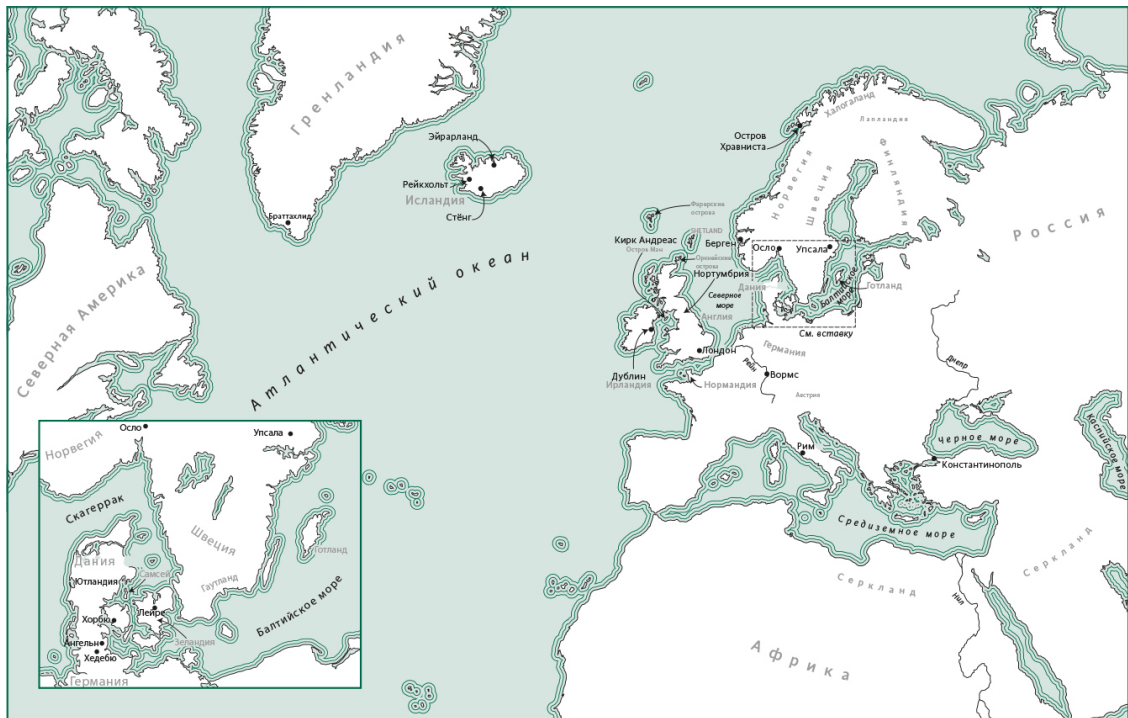 Гренландия
Халогаланд
Лапландия
Остров
Хравниста
Эйрарланд
Рейкхольт
Исландия
Стёнг
Браттахлид
Норвегия
Швеция
Финляндия
Россия
Фарерские
острова
SHETLAND
Кирк Андреас
Остров Мэн
Оркнейские
острова
Берген
Осло
Упсала
Нортумбрия
Дания
Северное
море
Балтийское
море
Готланд
Англия
См. вставку
Северная Америка
Атлантический океан
Лондон
Германия
Рейн
Вормс
Днепр
Дублин
Ирландия
Нормандия
Австрия
Рим
Черное море
Каспийское море
Константинополь
Средиземное море
Серкланд
Серкланд
Нил
Африка
Осло
Упсала
Норвегия
Скагеррак
Швеция
Готланд
Дания
Самсей
Ютландия
Гаутланд
Лейре
Балтийское море
Хорбю
Зеландия
Ангельн
Хедебю
Германия